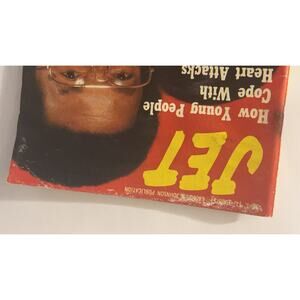 A JOHNSON PUBLICATION
JET
How Young People
Cope With
Heart Attacks